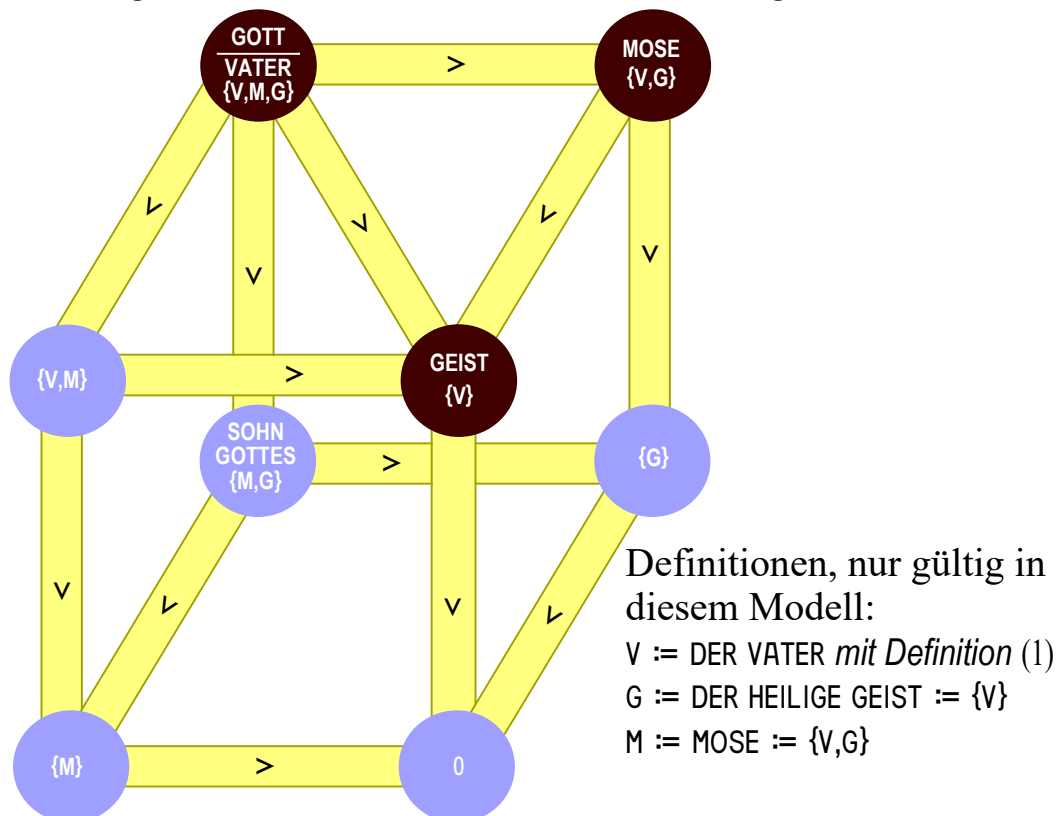 GOTT
VATER
{V,M,G}
>
MOSE
{V,G}
>
>
>
>
>
{V,M}
>
GEIST
{V}
SOHN
GOTTES
{M,G}
>
{G}
>
>
>
>
{M}
>
0
Definitionen, nur gültig in
diesem Modell:
V := DER VATER mit Definition (1)
G := DER HEILIGE GEIST := {V}
M := MOSE := {V,G}